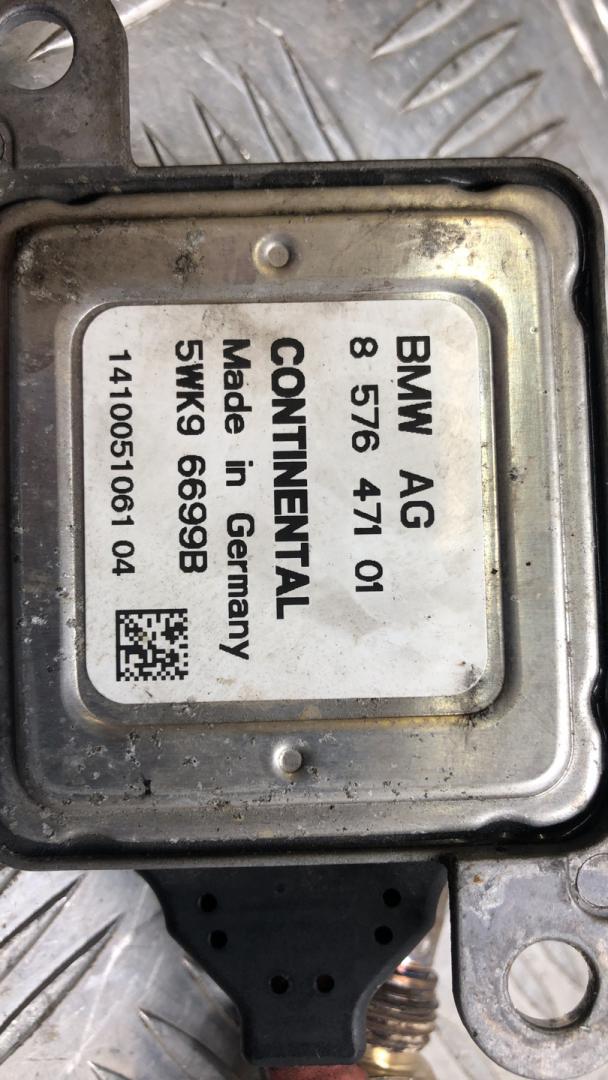 BMW AG
8 576 471 01
CONTINENTAL
Made in Germany
5WK9 6699B
1410051061 04